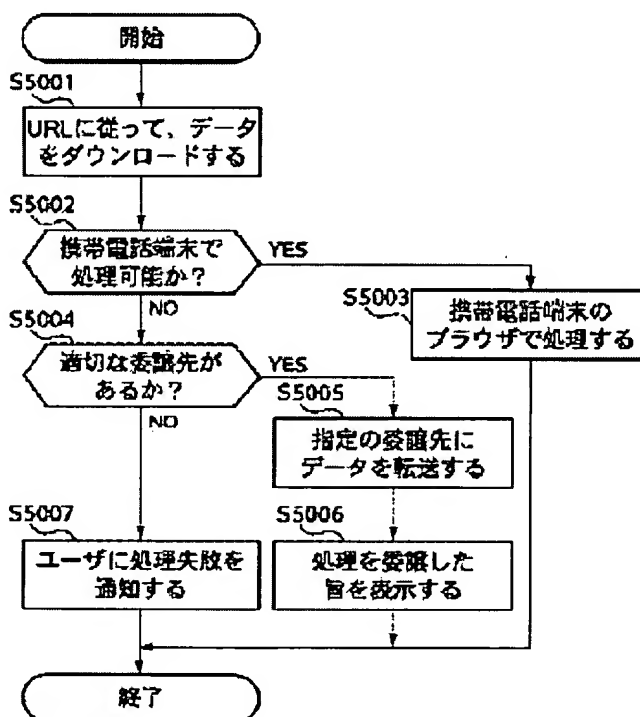 開始
S5001
URLに従って、データ
をダウンロードする
S5002
携帯電話端末で
処理可能か？
YES
NO
S5003
携帯電話端末の
ブラウザで処理する
S5004
適切な委譲先が
あるか？
YES
NO
S5005
指定の委譲先に
データを転送する
S5006
処理を委譲した
旨を表示する
S5007
ユーザに処理失敗を
通知する
終了